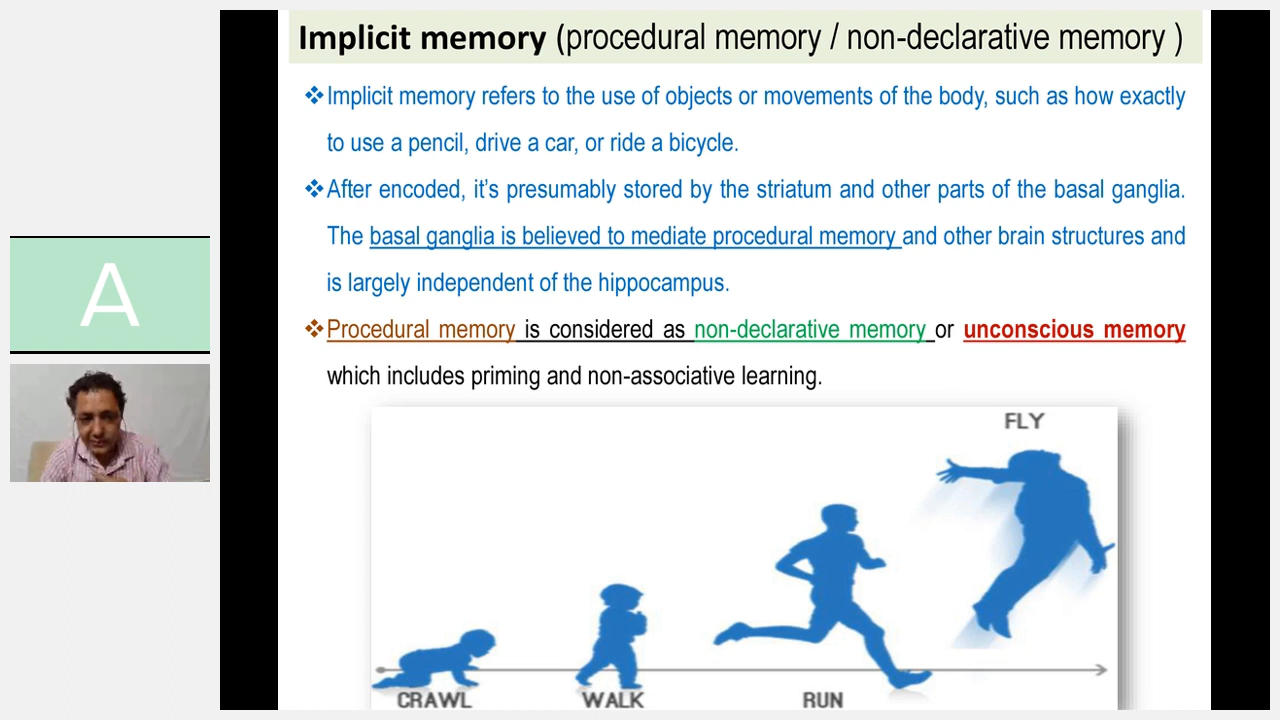 Implicit memory (procedural memory / non-declarative memory )
❖Implicit memory refers to the use of objects or movements of the body, such as how exactly
to use a pencil, drive a car, or ride a bicycle.
❖After encoded, it’s presumably stored by the striatum and other parts of the basal ganglia.
The basal ganglia is believed to mediate procedural memory and other brain structures and
is largely independent of the hippocampus.
❖Procedural memory is considered as non-declarative memory or unconscious memory
which includes priming and non-associative learning.
A
FLY
CRAWL
WALK
RUN